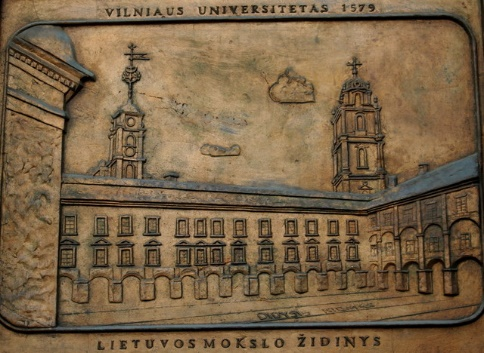 VILNIAUS UNIVERSITETAS 1579
LIETUVOS MOKSLO ŽIDINYS